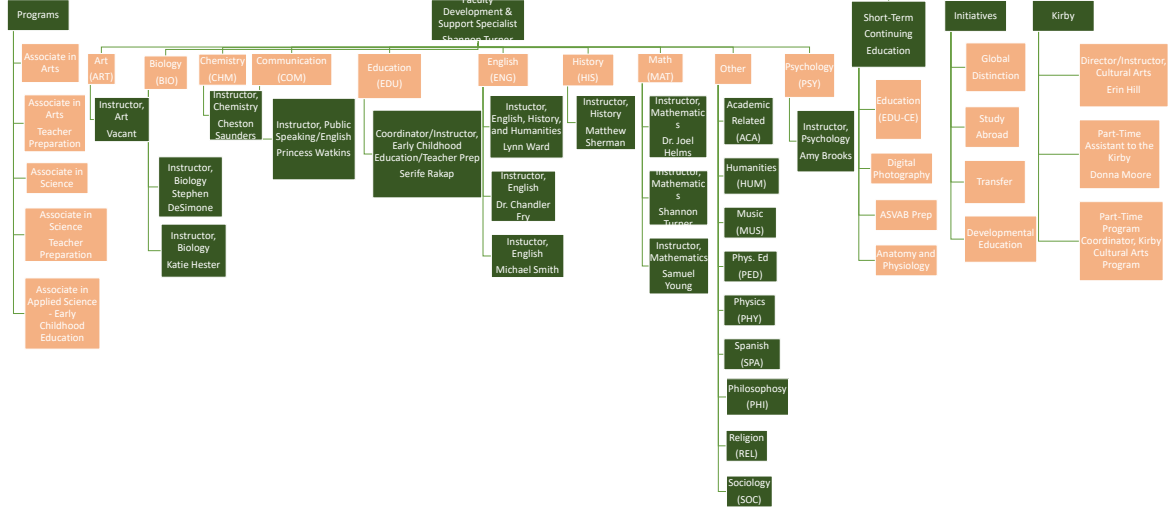 Programs
Associate in
Arts
Associate in
Arts
Teacher
Preparation
Associate in
Science
Associate in
Science
Teacher
Preparation
Associate in
Applied Science
- Early
Childhood
Education
Faculty
Development &
Support Specialist
Shannon Turner
Art
(ART)
Instructor,
Art
Vacant
Biology
(BIO)
Instructor,
Biology
Stephen
DeSimone
Instructor,
Biology
Katie Hester
Chemistry
(CHM)
Instructor,
Chemistry
Cheston
Saunders
Communication
(COM)
Instructor, Public
Speaking/English
Princess Watkins
Education
(EDU)
Coordinator/Instructor,
Early Childhood
Education/Teacher Prep
Serife Rakap
English
(ENG)
Instuctor,
English, History,
and Humanities
Lynn Ward
Instructor,
English
Dr. Chandler
Fry
Instructor,
English
Michael Smith
History
(HIS)
Instructor,
History
Matthew
Sherman
Math
(MAT)
Instructor,
Mathematic
s
Dr. Joel
Helms
Instructor,
Mathematic
s
Shannon
Turner
Instructor,
Mathematics
Samuel
Young
Other
Academic
Related
(ACA)
Humanities
(HUM)
Music
(MUS)
Phys. Ed
(PED)
Physics
(PHY)
Spanish
(SPA)
Philosophosy
(PHI)
Religion
(REL)
Sociology
(SOC)
Psychology
(PSY)
Instructor,
Psychology
Amy Brooks
Short-Term
Continuing
Education
Education
(EDU-CE)
Digital
Photography
ASVAB Prep
Anatomy and
Physiology
Initiatives
Global
Distinction
Study
Abroad
Transfer
Developmental
Education
Kirby
Director/Instructor,
Cultural Arts
Erin Hill
Part-Time
Assistant to the
Kirby
Donna Moore
Part-Time
Program
Coordinator, Kirby
Cultural Arts
Program